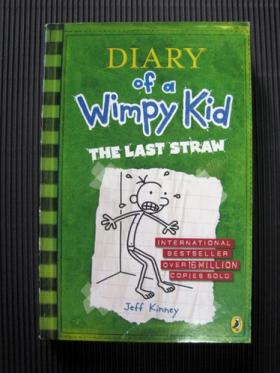 DIARY
of a
Wimpy Kid
THE LAST STRAW
INTERNATIONAL
BESTSELLER
OVER 16 MILLION
COPIES SOLD
Jeff Kinney